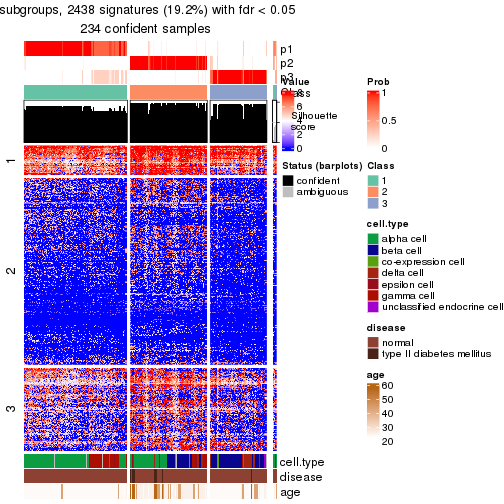 subgroups, 2438 signatures (19.2%) with fdr < 0.05
234 confident samples
p1
p2
p3
Class
Silhouette
score
1
2
3
cell.type
disease
age
Value
8
6
4
2
0
Prob
1
0.5
0
Status (barplots)
confident
ambiguous
Class
1
2
3
cell.type
alpha cell
beta cell
co-expression cell
delta cell
epsilon cell
gamma cell
unclassified endocrine cell
disease
normal
type II diabetes mellitus
age
60
50
40
30
20